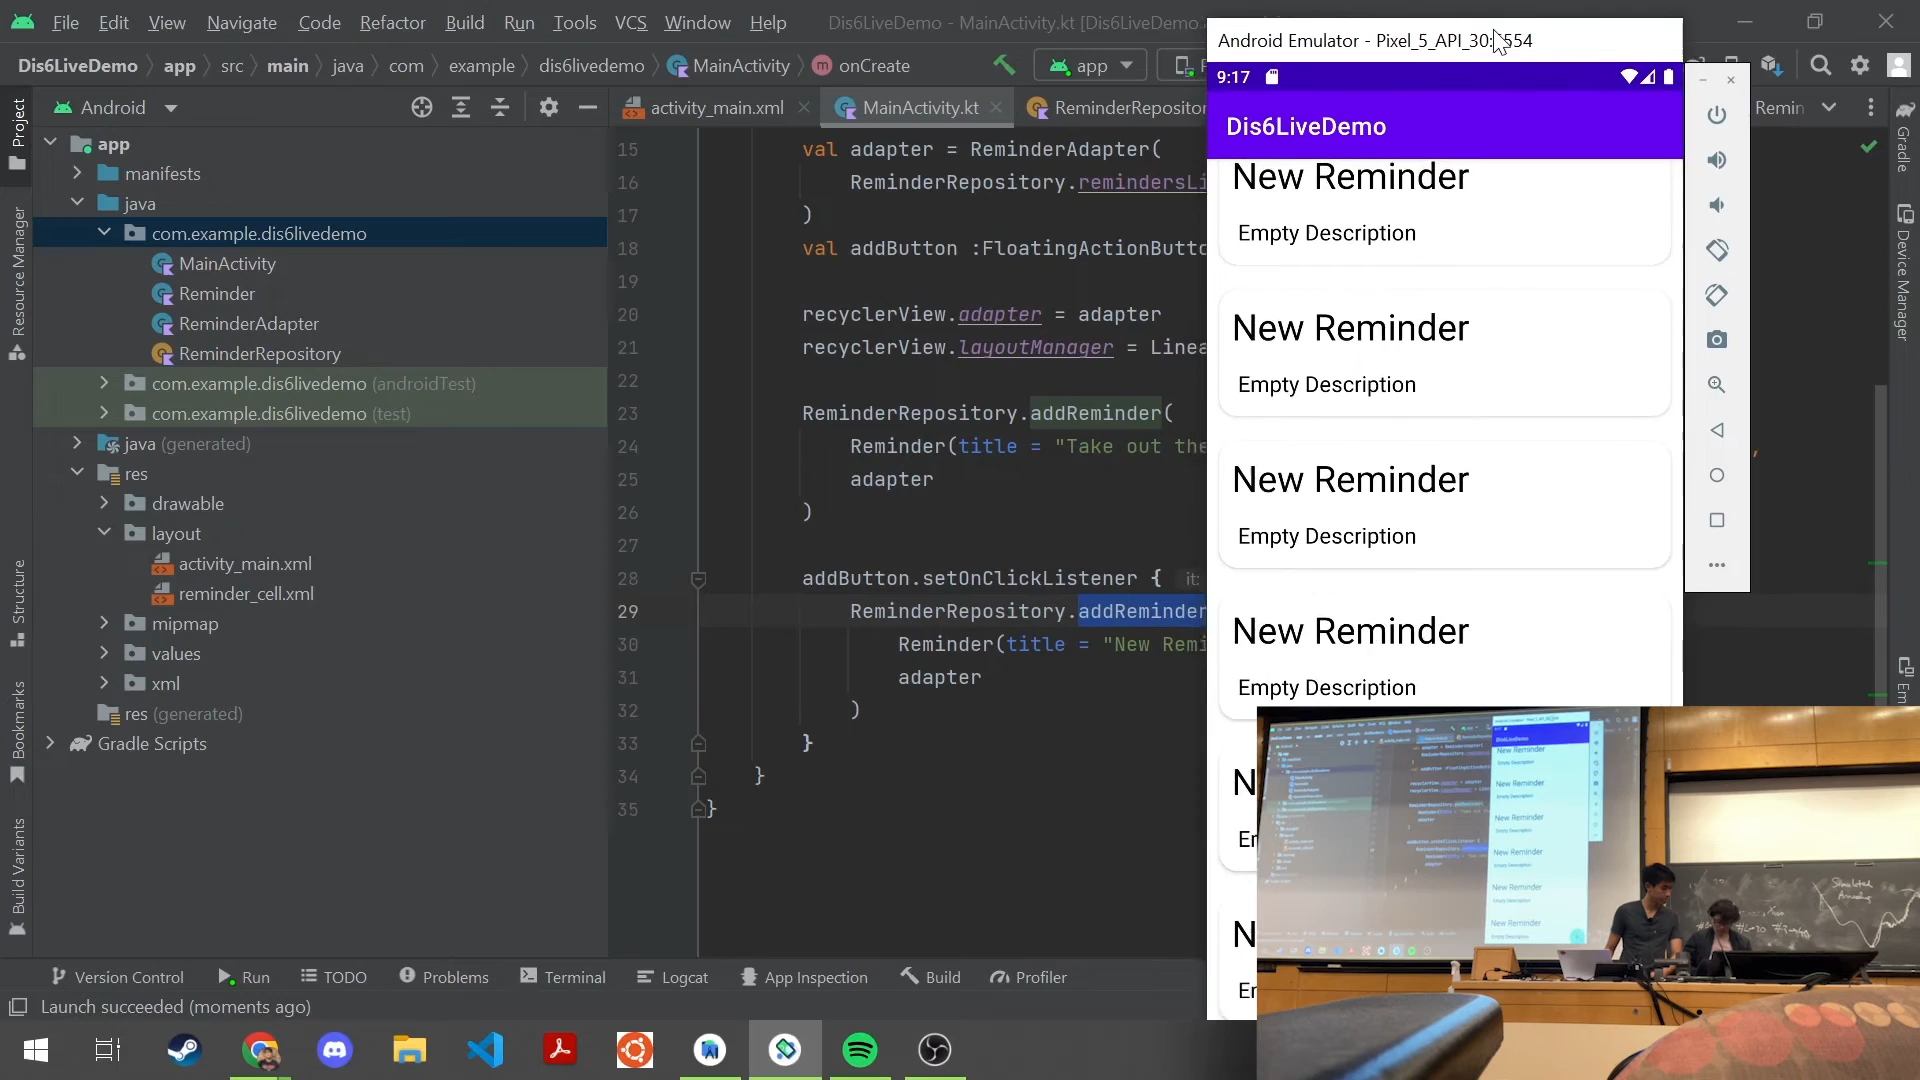 File Edit View Navigate Code Refactor Build Run Tools VCS Window Help Dis6LiveDemo - MainActivity.kt [Dis6LiveDemo
Dis6LiveDemo app src main java com example dis6livedemo MainActivity onCreate app
Android Emulator - Pixel_5_API_30:5554
Project
Android
activity_main.xml
MainActivity.kt
ReminderRepositor
Remin
app
manifests
java
com.example.dis6livedemo
MainActivity
Reminder
ReminderAdapter
ReminderRepository
com.example.dis6livedemo (androidTest)
com.example.dis6livedemo (test)
java (generated)
res
drawable
layout
activity_main.xml
reminder_cell.xml
mipmap
values
xml
res (generated)
Gradle Scripts
Resource Manager
Structure
Bookmarks
Build Variants
15 val adapter = ReminderAdapter(
16 ReminderRepository.remindersLi
17 )
18 val addButton :FloatingActionButto
19
20 recyclerView.adapter = adapter
21 recyclerView.layoutManager = Linea
22
23 ReminderRepository.addReminder(
24 Reminder(title = "Take out the
25 adapter
26 )
27
28 addButton.setOnClickListener { it:
29 ReminderRepository.addReminder
30 Reminder(title = "New Remi
31 adapter
32 )
33 }
34 }
35 }
9:17
Dis6LiveDemo
New Reminder
Empty Description
New Reminder
Empty Description
New Reminder
Empty Description
New Reminder
Empty Description
Gradle
Device Manager
Em
Version Control Run TODO Problems Terminal Logcat App Inspection Build Profiler
Launch succeeded (moments ago)